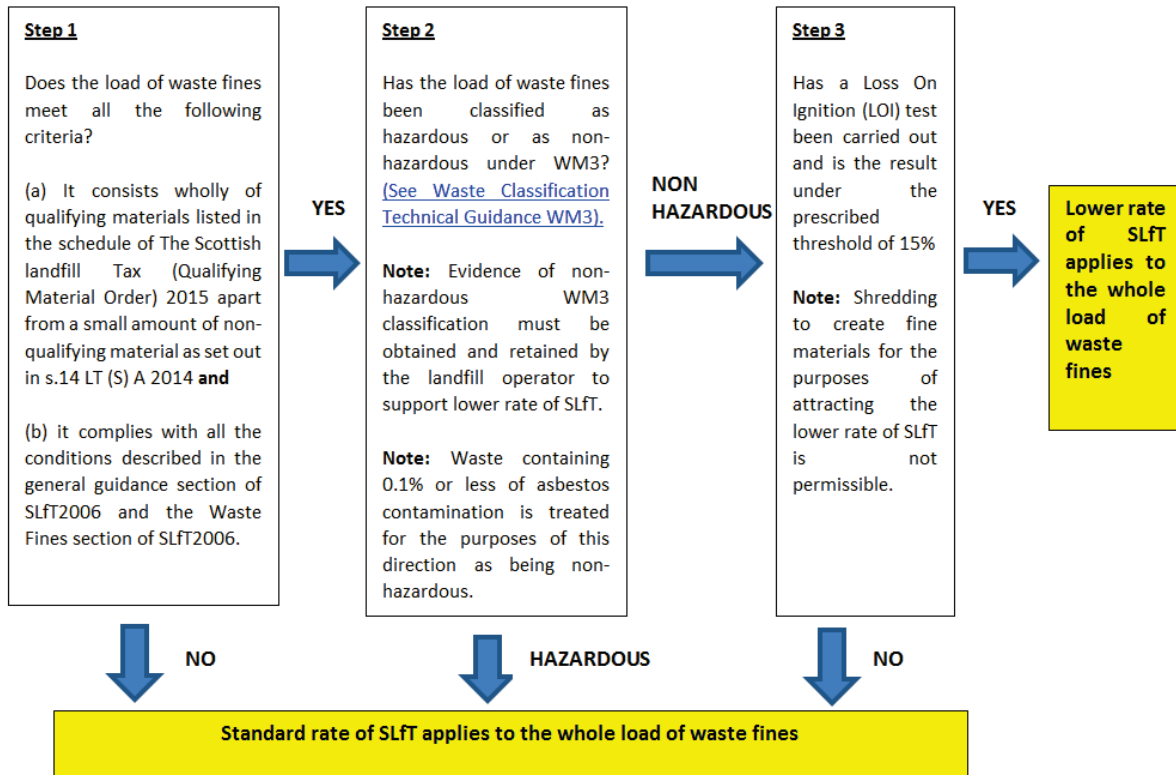 Step 1
Does the load of waste fines
meet all the following
criteria?
(a) It consists wholly of
qualifying materials listed in
the schedule of The Scottish
landfill Tax (Qualifying
Material Order) 2015 apart
from a small amount of non-
qualifying material as set out
in s.14 LT (S) A 2014 and
(b) it complies with all the
conditions described in the
general guidance section of
SLfT2006 and the Waste
Fines section of SLfT2006.
YES
NO
Step 2
Has the load of waste fines
been classified as
hazardous or as non-
hazardous under WM3?
(See Waste Classification
Technical Guidance WM3).
Note: Evidence of non-
hazardous WM3
classification must be
obtained and retained by
the landfill operator to
support lower rate of SLfT.
Note: Waste containing
0.1% or less of asbestos
contamination is treated
for the purposes of this
direction as being non-
hazardous.
NON
HAZARDOUS
HAZARDOUS
Step 3
Has a Loss On
Ignition (LOI) test
been carried out
and is the result
under the
prescribed
threshold of 15%
Note: Shredding
to create fine
materials for the
purposes of
attracting the
lower rate of SLfT
is not
permissible.
YES
NO
Lower rate
of SLfT
applies to
the whole
load of
waste
fines
Standard rate of SLfT applies to the whole load of waste fines